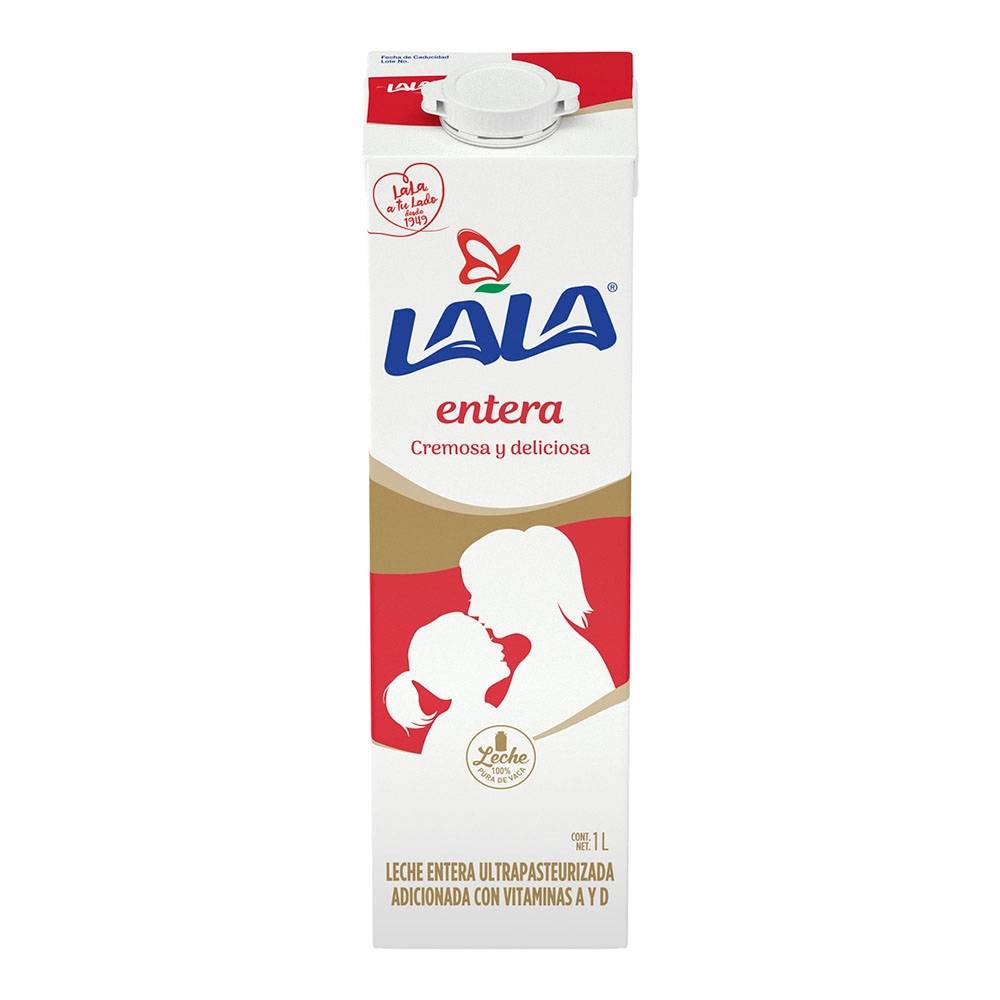 Fecha de Caducidad
Lote No.
LALA
LaLa
a tu Lado
desde
1949
LALA®
entera
Cremosa y deliciosa
Leche
100%
PURA DE VACA
CONT.
NET. 1 L
LECHE ENTERA ULTRAPASTEURIZADA
ADICIONADA CON VITAMINAS A Y D